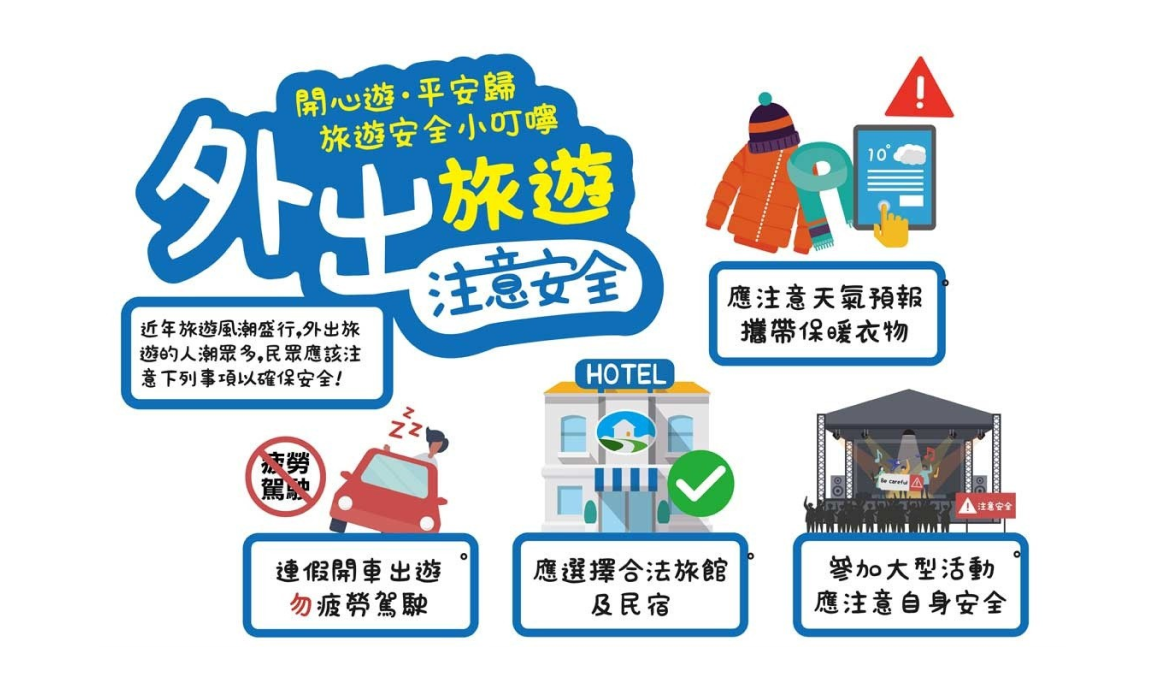 開心遊·平安歸
旅遊安全小叮嚀
外出旅遊
注意安全
近年旅遊風潮盛行,外出旅
遊的人潮眾多,民眾應該注
意下列事項以確保安全!
10°
應注意天氣預報
攜帶保暖衣物
zzz
疲勞
駕駛
連假開車出遊
勿疲勞駕駛
HOTEL
應選擇合法旅館
及民宿
Be careful
注意安全
參加大型活動
應注意自身安全